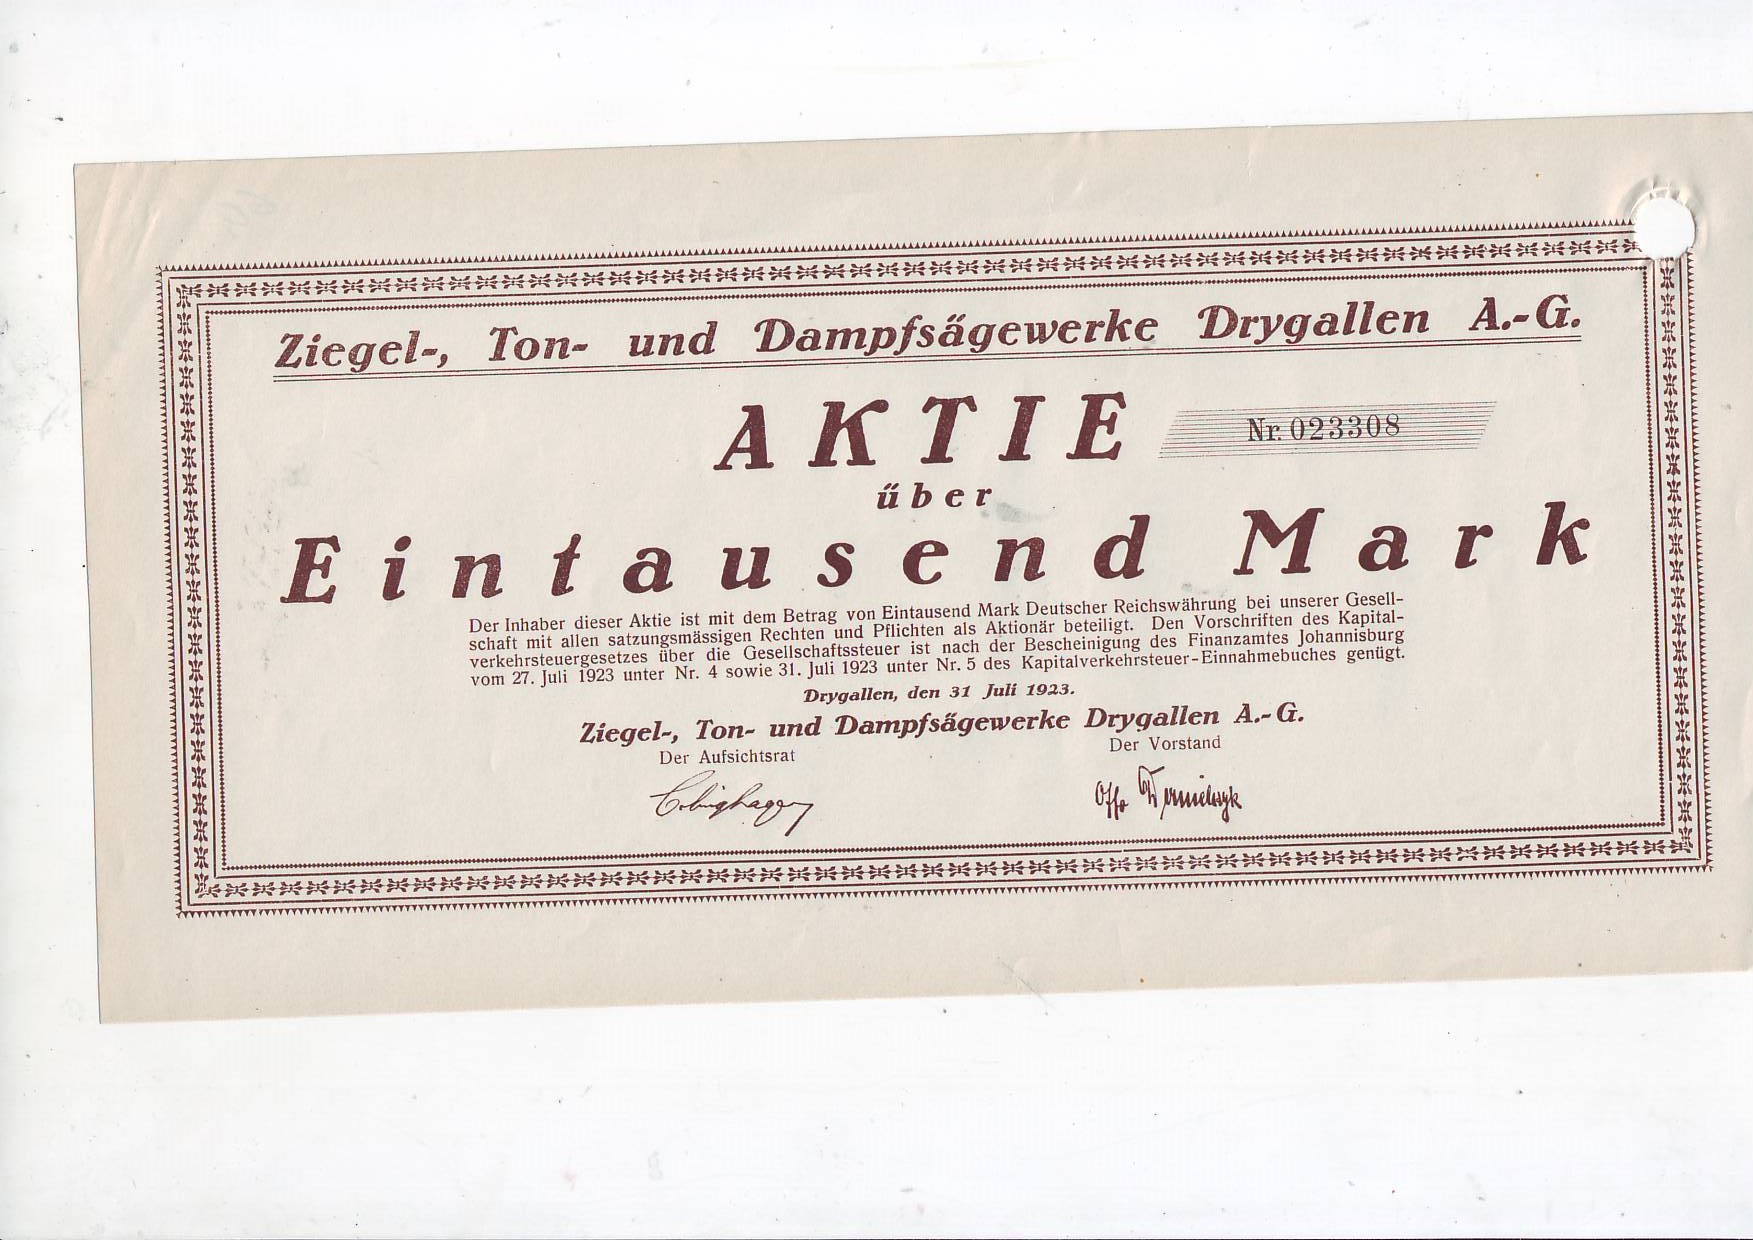 Ziegel-, Ton- und Dampfsägewerke Drygallen A.-G.
AKTIE
Nr. 023308
über
Eintausend Mark
Der Inhaber dieser Aktie ist mit dem Betrag von Eintausend Mark Deutscher Reichswährung bei unserer Gesell-
schaft mit allen satzungsmässigen Rechten und Pflichten als Aktionär beteiligt. Den Vorschriften des Kapital-
verkehrsteuergesetzes über die Gesellschaftssteuer ist nach der Bescheinigung des Finanzamtes Johannisburg
vom 27. Juli 1923 unter Nr. 4 sowie 31. Juli 1923 unter Nr. 5 des Kapitalverkehrsteuer-Einnahmebuches genügt.
Drygallen, den 31 Juli 1923.
Ziegel-, Ton- und Dampfsägewerke Drygallen A.-G.
Der Aufsichtsrat
Der Vorstand